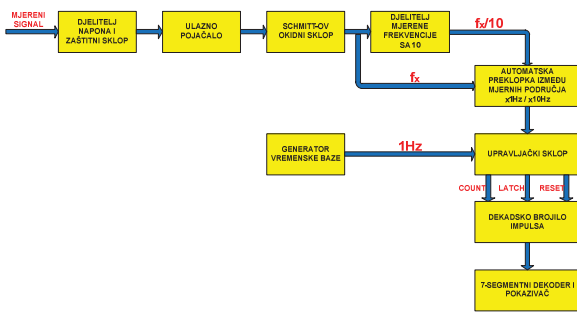 MJERENI
SIGNAL
DJELITELJ
NAPONA I
ZAŠTITNI SKLOP
ULAZNO
POJAČALO
SCHMITT-OV
OKIDNI SKLOP
DJELITELJ
MJERENE
FREKVENCIJE
SA 10
fx/10
fx
AUTOMATSKA
PREKLOPKA IZMEĐU
MJERNIH PODRUČJA
x1Hz / x10Hz
GENERATOR
VREMENSKE BAZE
1Hz
UPRAVLJAČKI SKLOP
COUNT LATCH RESET
DEKADSKO BROJILO
IMPULSA
7-SEGMENTNI DEKODER I
POKAZIVAČ